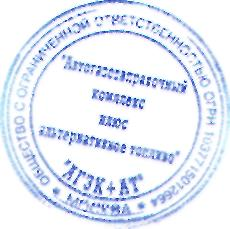 ОБЩЕСТВО С ОГРАНИЧЕННОЙ ОТВЕТСТВЕННОСТЬЮ ОГРН
"Автогазозаправочный
комплекс
плюс
альтернативное топливо"
"АГЗК+АТ"
* МОСКВА *